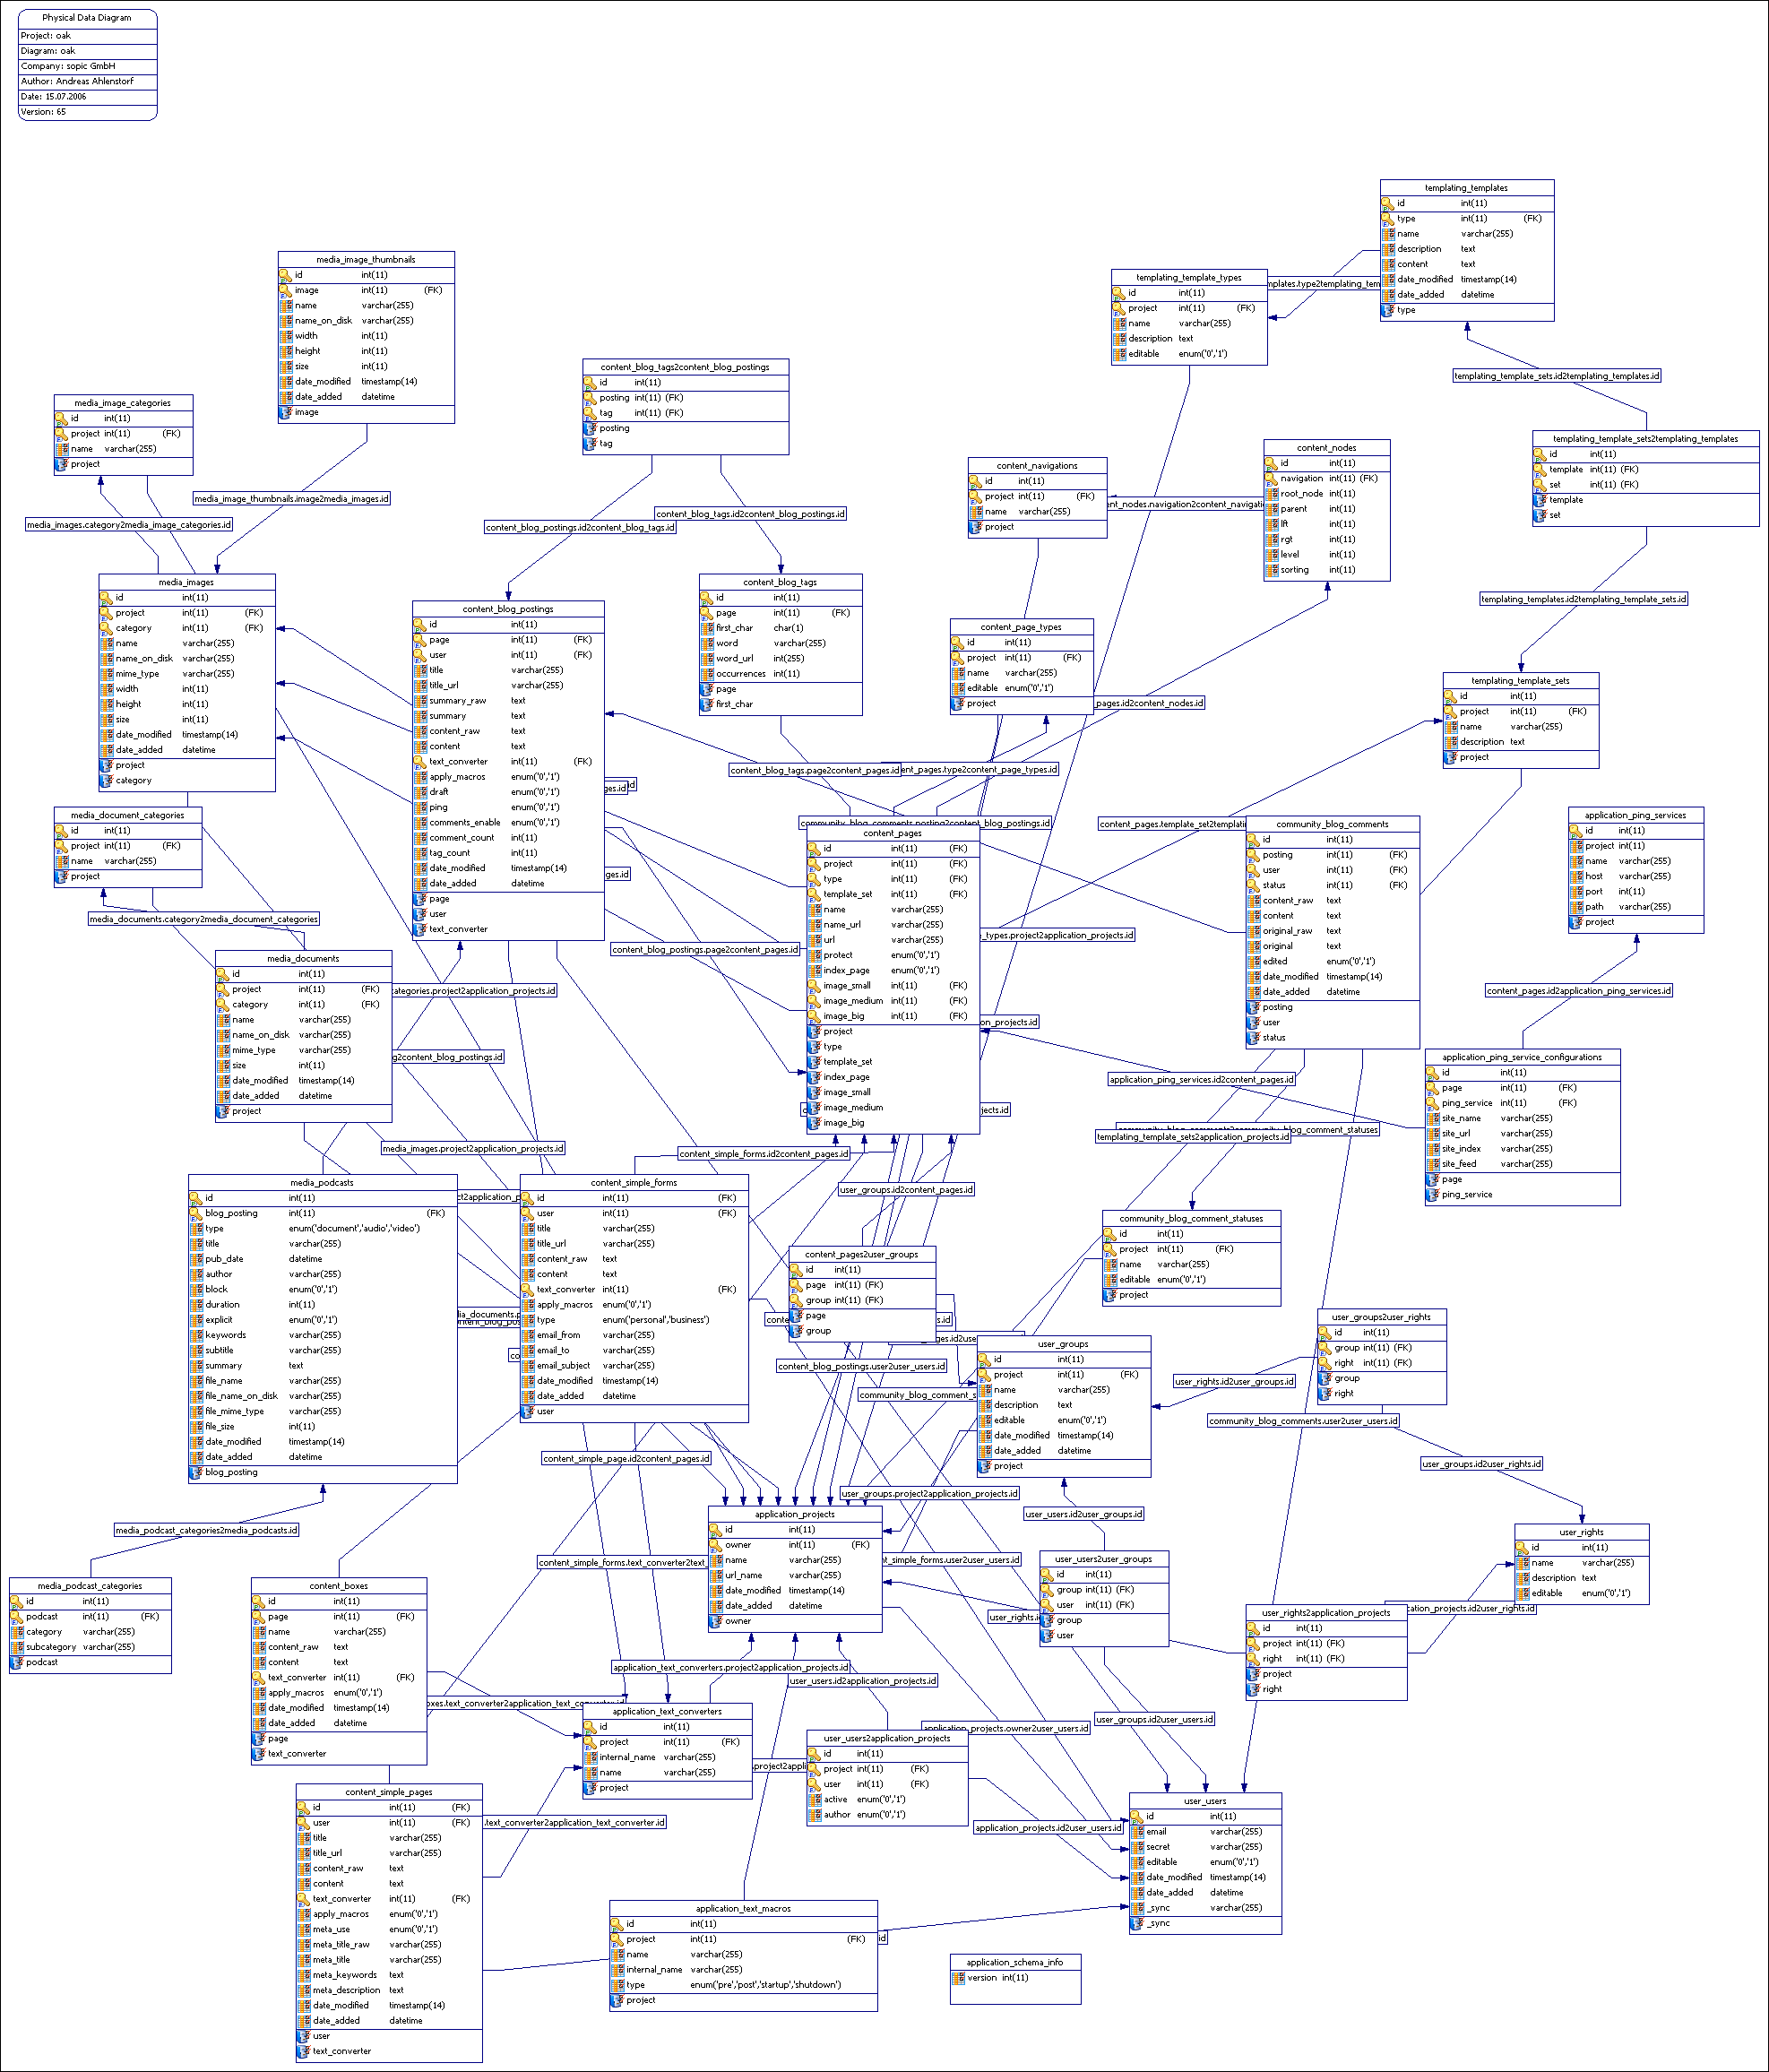 Physical Data Diagram
Project: oak
Diagram: oak
Company: sopic GmbH
Author: Andreas Ahlenstorf
Date: 15.07.2006
Version: 65
templating_templates
id int(11)
type int(11) (FK)
name varchar(255)
description text
content text
date_modified timestamp(14)
date_added datetime
type
media_image_thumbnails
id int(11)
image int(11) (FK)
name varchar(255)
name_on_disk varchar(255)
width int(11)
height int(11)
size int(11)
date_modified timestamp(14)
date_added datetime
image
templating_template_types
id int(11)
project int(11) (FK)
name varchar(255)
description text
editable enum('0','1')
content_blog_tags2content_blog_postings
id int(11)
posting int(11) (FK)
tag int(11) (FK)
posting
tag
templating_template_sets.id2templating_templates.id
media_image_categories
id int(11)
project int(11) (FK)
name varchar(255)
project
content_nodes
id int(11)
navigation int(11) (FK)
root_node int(11)
parent int(11)
lft int(11)
rgt int(11)
level int(11)
sorting int(11)
templating_template_sets2templating_templates
id int(11)
template int(11) (FK)
set int(11) (FK)
template
set
content_navigations
id int(11)
project int(11) (FK)
name varchar(255)
project
media_image_thumbnails.image2media_images.id
media_images.category2media_image_categories.id
content_blog_tags.id2content_blog_postings.id
content_blog_postings.id2content_blog_tags.id
media_images
id int(11)
project int(11) (FK)
category int(11) (FK)
name varchar(255)
name_on_disk varchar(255)
mime_type varchar(255)
width int(11)
height int(11)
size int(11)
date_modified timestamp(14)
date_added datetime
project
category
content_blog_postings
id int(11)
page int(11) (FK)
user int(11) (FK)
title varchar(255)
title_url varchar(255)
summary_raw text
summary text
content_raw text
content text
text_converter int(11) (FK)
apply_macros enum('0','1')
draft enum('0','1')
ping enum('0','1')
comments_enable enum('0','1')
comment_count int(11)
tag_count int(11)
date_modified timestamp(14)
date_added datetime
page
user
text_converter
content_blog_tags
id int(11)
page int(11) (FK)
first_char char(1)
word varchar(255)
word_url int(255)
occurrences int(11)
page
first_char
content_page_types
id int(11)
project int(11) (FK)
name varchar(255)
editable enum('0','1')
project
templating_templates.id2templating_template_sets.id
templating_template_sets
id int(11)
project int(11) (FK)
name varchar(255)
description text
project
content_blog_tags.page2content_pages.id
media_document_categories
id int(11)
project int(11) (FK)
name varchar(255)
project
content_pages
id int(11) (FK)
project int(11) (FK)
type int(11) (FK)
template_set int(11) (FK)
name varchar(255)
name_url varchar(255)
url varchar(255)
protect enum('0','1')
index_page enum('0','1')
image_small int(11) (FK)
image_medium int(11) (FK)
image_big int(11) (FK)
project
type
template_set
index_page
image_small
image_medium
image_big
community_blog_comments
id int(11)
posting int(11) (FK)
user int(11) (FK)
status int(11) (FK)
content_raw text
content text
original_raw text
original text
edited enum('0','1')
date_modified timestamp(14)
date_added datetime
posting
user
status
application_ping_services
id int(11)
project int(11)
name varchar(255)
host varchar(255)
port int(11)
path varchar(255)
project
media_documents.category2media_document_categories
content_blog_postings.page2content_pages.id
media_documents
id int(11)
project int(11) (FK)
category int(11) (FK)
name varchar(255)
name_on_disk varchar(255)
mime_type varchar(255)
size int(11)
date_modified timestamp(14)
date_added datetime
project
content_pages.id2application_ping_services.id
application_ping_service_configurations
id int(11)
page int(11) (FK)
ping_service int(11) (FK)
site_name varchar(255)
site_url varchar(255)
site_index varchar(255)
site_feed varchar(255)
page
ping_service
application_ping_services.id2content_pages.id
templating_template_sets2application_projects.id
media_images.project2application_projects.id
content_simple_forms.id2content_pages.id
user_groups.id2content_pages.id
media_podcasts
id int(11)
blog_posting int(11) (FK)
type enum('document','audio','video')
title varchar(255)
pub_date datetime
author varchar(255)
block enum('0','1')
duration int(11)
explicit enum('0','1')
keywords varchar(255)
subtitle varchar(255)
summary text
file_name varchar(255)
file_name_on_disk varchar(255)
file_mime_type varchar(255)
file_size int(11)
date_modified timestamp(14)
date_added datetime
blog_posting
content_simple_forms
id int(11) (FK)
user int(11) (FK)
title varchar(255)
title_url varchar(255)
content_raw text
content text
text_converter int(11) (FK)
apply_macros enum('0','1')
type enum('personal','business')
email_from varchar(255)
email_to varchar(255)
email_subject varchar(255)
date_modified timestamp(14)
date_added datetime
user
community_blog_comment_statuses
id int(11)
project int(11) (FK)
name varchar(255)
editable enum('0','1')
project
content_pages2user_groups
id int(11)
page int(11) (FK)
group int(11) (FK)
page
group
user_groups2user_rights
id int(11)
group int(11) (FK)
right int(11) (FK)
group
right
user_groups
id int(11)
project int(11) (FK)
name varchar(255)
description text
editable enum('0','1')
date_modified timestamp(14)
date_added datetime
project
content_blog_postings.user2user_users.id
user_rights.id2user_groups.id
community_blog_comments.user2user_users.id
content_simple_page.id2content_pages.id
user_groups.id2user_rights.id
user_groups.project2application_projects.id
user_users.id2user_groups.id
media_podcast_categories2media_podcasts.id
application_projects
id int(11)
owner int(11) (FK)
name varchar(255)
url_name varchar(255)
date_modified timestamp(14)
date_added datetime
owner
user_rights
id int(11)
name varchar(255)
description text
editable enum('0','1')
user_users2user_groups
id int(11)
group int(11) (FK)
user int(11) (FK)
group
user
media_podcast_categories
id int(11)
podcast int(11) (FK)
category varchar(255)
subcategory varchar(255)
podcast
content_boxes
id int(11)
page int(11) (FK)
name varchar(255)
content_raw text
content text
text_converter int(11) (FK)
apply_macros enum('0','1')
date_modified timestamp(14)
date_added datetime
page
text_converter
user_rights2application_projects
id int(11)
project int(11) (FK)
right int(11) (FK)
project
right
application_text_converters.project2application_projects.id
user_users.id2application_projects.id
application_text_converters
id int(11)
project int(11) (FK)
internal_name varchar(255)
name varchar(255)
project
user_groups.id2user_users.id
application_projects.owner2user_users.id
user_users2application_projects
id int(11)
project int(11) (FK)
user int(11) (FK)
active enum('0','1')
author enum('0','1')
content_simple_pages
id int(11) (FK)
user int(11) (FK)
title varchar(255)
title_url varchar(255)
content_raw text
content text
text_converter int(11) (FK)
apply_macros enum('0','1')
meta_use enum('0','1')
meta_title_raw varchar(255)
meta_title varchar(255)
meta_keywords text
meta_description text
date_modified timestamp(14)
date_added datetime
user
text_converter
application_projects.id2user_users.id
user_users
id int(11)
email varchar(255)
secret varchar(255)
editable enum('0','1')
date_modified timestamp(14)
date_added datetime
_sync varchar(255)
_sync
application_text_macros
id int(11)
project int(11) (FK)
name varchar(255)
internal_name varchar(255)
type enum('pre','post','startup','shutdown')
project
application_schema_info
version int(11)